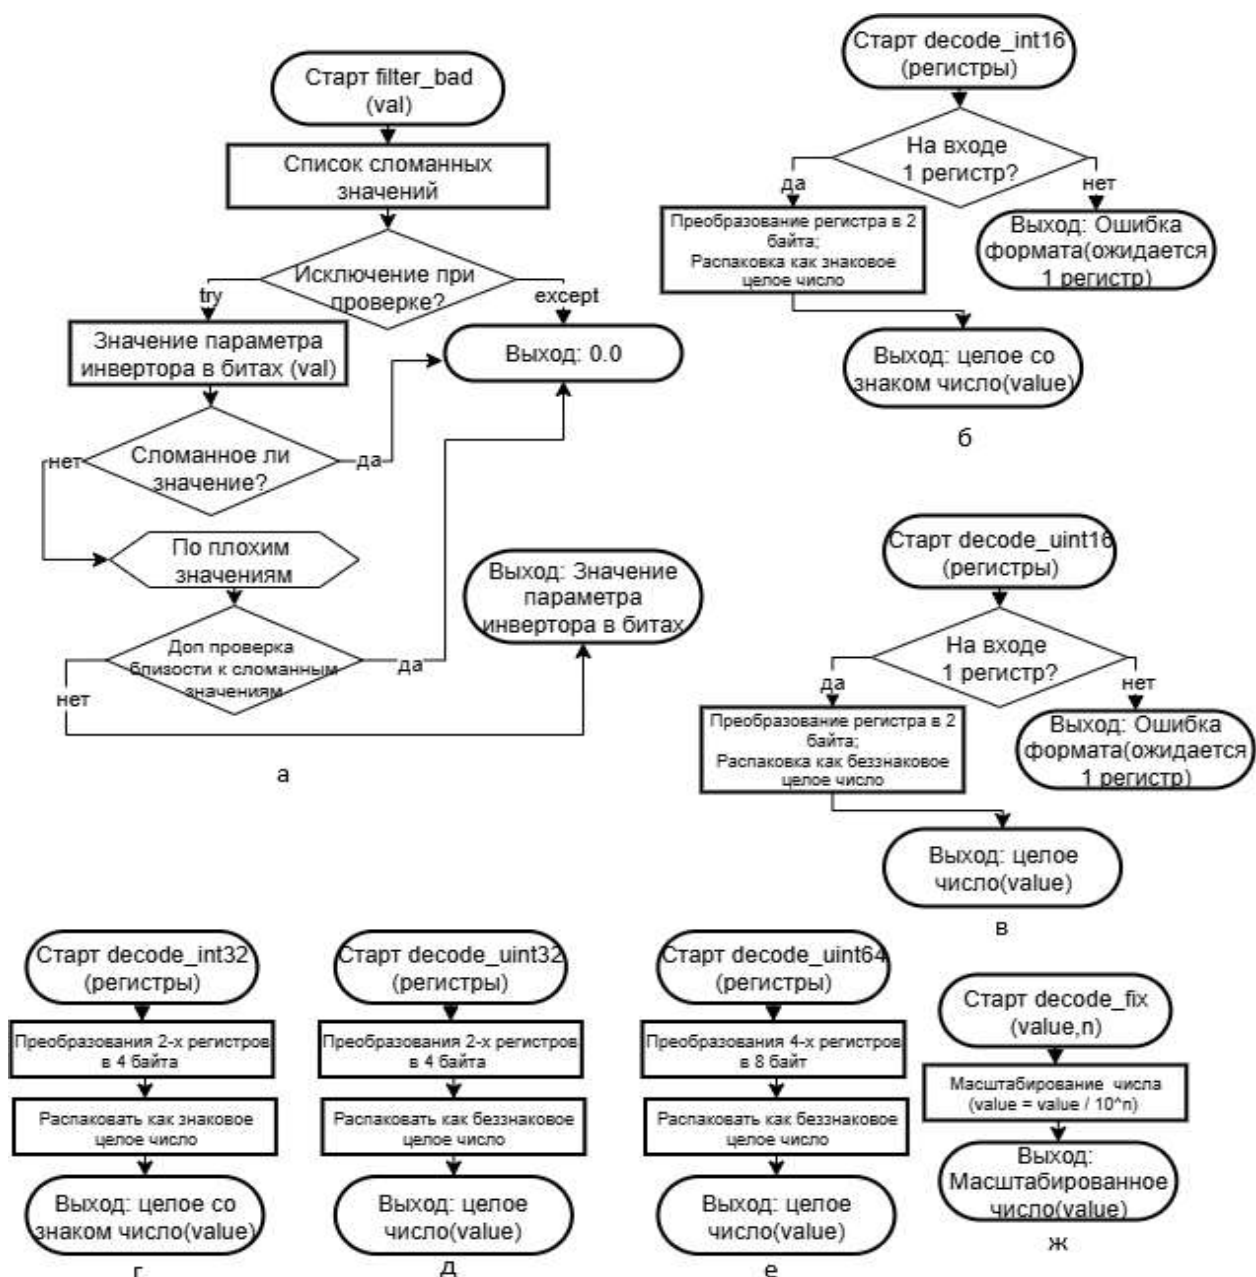 Старт filter_bad
(val)
Список сломанных
значений
Исключение при
проверке?
try
except
Значение параметра
инвертора в битах (val)
Выход: 0.0
Сломанное ли
значение?
нет
да
По плохим
значениям
Доп проверка
близости к сломанным
значениям
нет
да
Выход: Значение
параметра
инвертора в битах
а
Старт decode_int16
(регистры)
На входе
1 регистр?
да
нет
Преобразование регистра в 2
байта;
Распаковка как знаковое
целое число
Выход: Ошибка
формата(ожидается
1 регистр)
Выход: целое со
знаком число(value)
б
Старт decode_uint16
(регистры)
На входе
1 регистр?
да
нет
Преобразование регистра в 2
байта;
Распаковка как беззнаковое
целое число
Выход: Ошибка
формата(ожидается
1 регистр)
Выход: целое
число(value)
в
Старт decode_int32
(регистры)
Преобразования 2-х регистров
в 4 байта
Распаковать как знаковое
целое число
Выход: целое со
знаком число(value)
г
Старт decode_uint32
(регистры)
Преобразования 2-х регистров
в 4 байта
Распаковать как беззнаковое
целое число
Выход: целое
число(value)
д
Старт decode_uint64
(регистры)
Преобразования 4-х регистров
в 8 байт
Распаковать как беззнаковое
целое число
Выход: целое
число(value)
е
Старт decode_fix
(value,n)
Масштабирование числа
(value = value / 10^n)
Выход:
Масштабированное
число(value)
ж